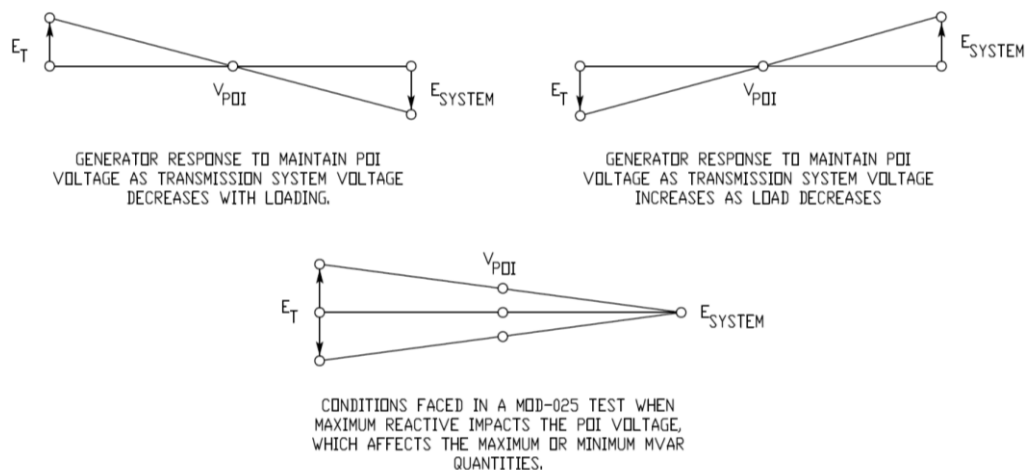 E_T
V_POI
E_SYSTEM
GENERATOR RESPONSE TO MAINTAIN POI
VOLTAGE AS TRANSMISSION SYSTEM VOLTAGE
DECREASES WITH LOADING.
E_T
V_POI
E_SYSTEM
GENERATOR RESPONSE TO MAINTAIN POI
VOLTAGE AS TRANSMISSION SYSTEM VOLTAGE
INCREASES AS LOAD DECREASES
V_POI
E_T
E_SYSTEM
CONDITIONS FACED IN A MOD-025 TEST WHEN
MAXIMUM REACTIVE IMPACTS THE POI VOLTAGE,
WHICH AFFECTS THE MAXIMUM OR MINIMUM MVAR
QUANTITIES.